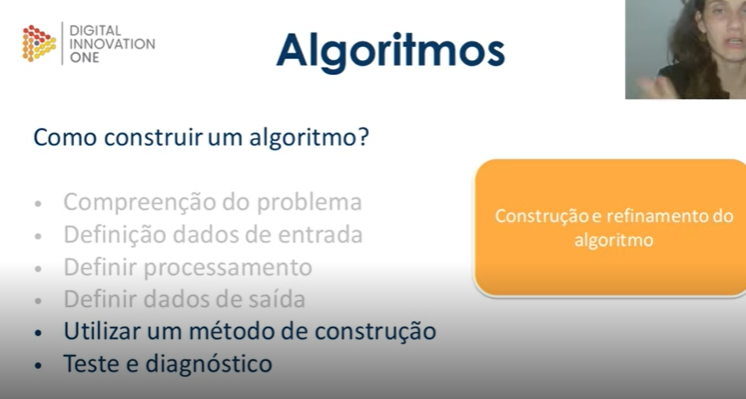 DIGITAL
INNOVATION
ONE
Algoritmos
Como construir um algoritmo?
• Compreenção do problema
• Definição dados de entrada
• Definir processamento
• Definir dados de saída
• Utilizar um método de construção
• Teste e diagnóstico
Construção e refinamento do
algoritmo